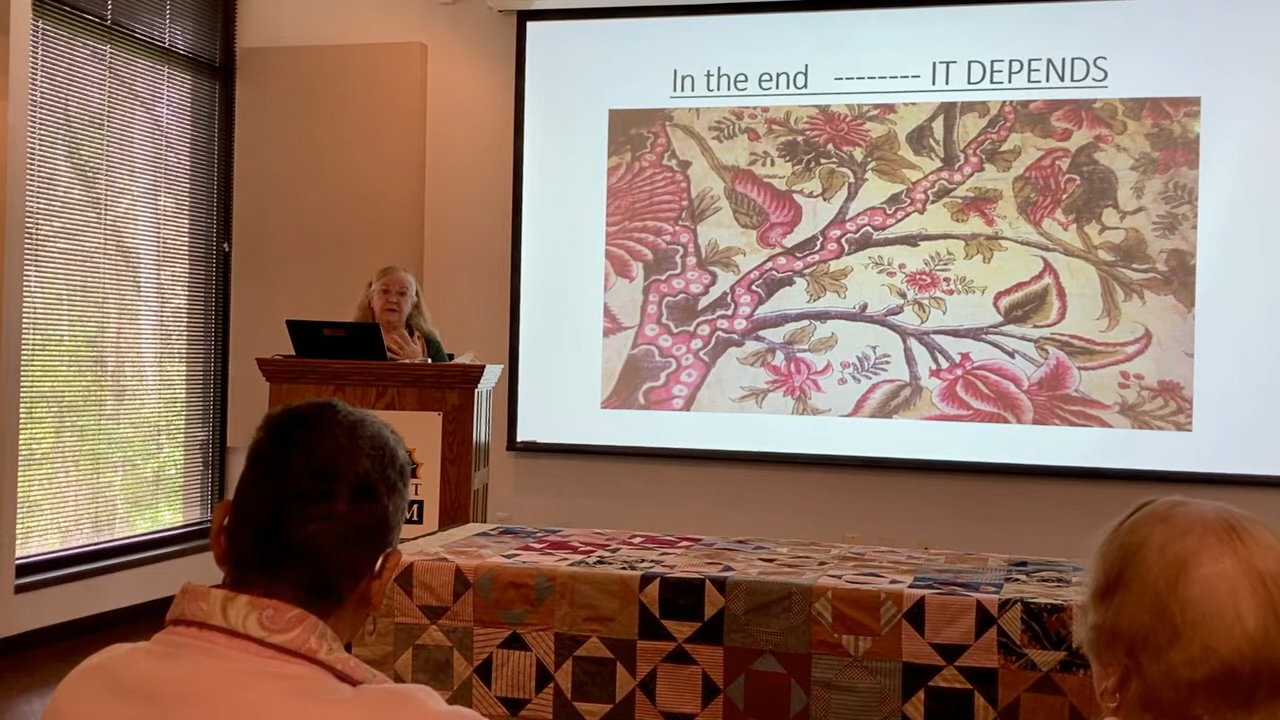 In the end -------- IT DEPENDS